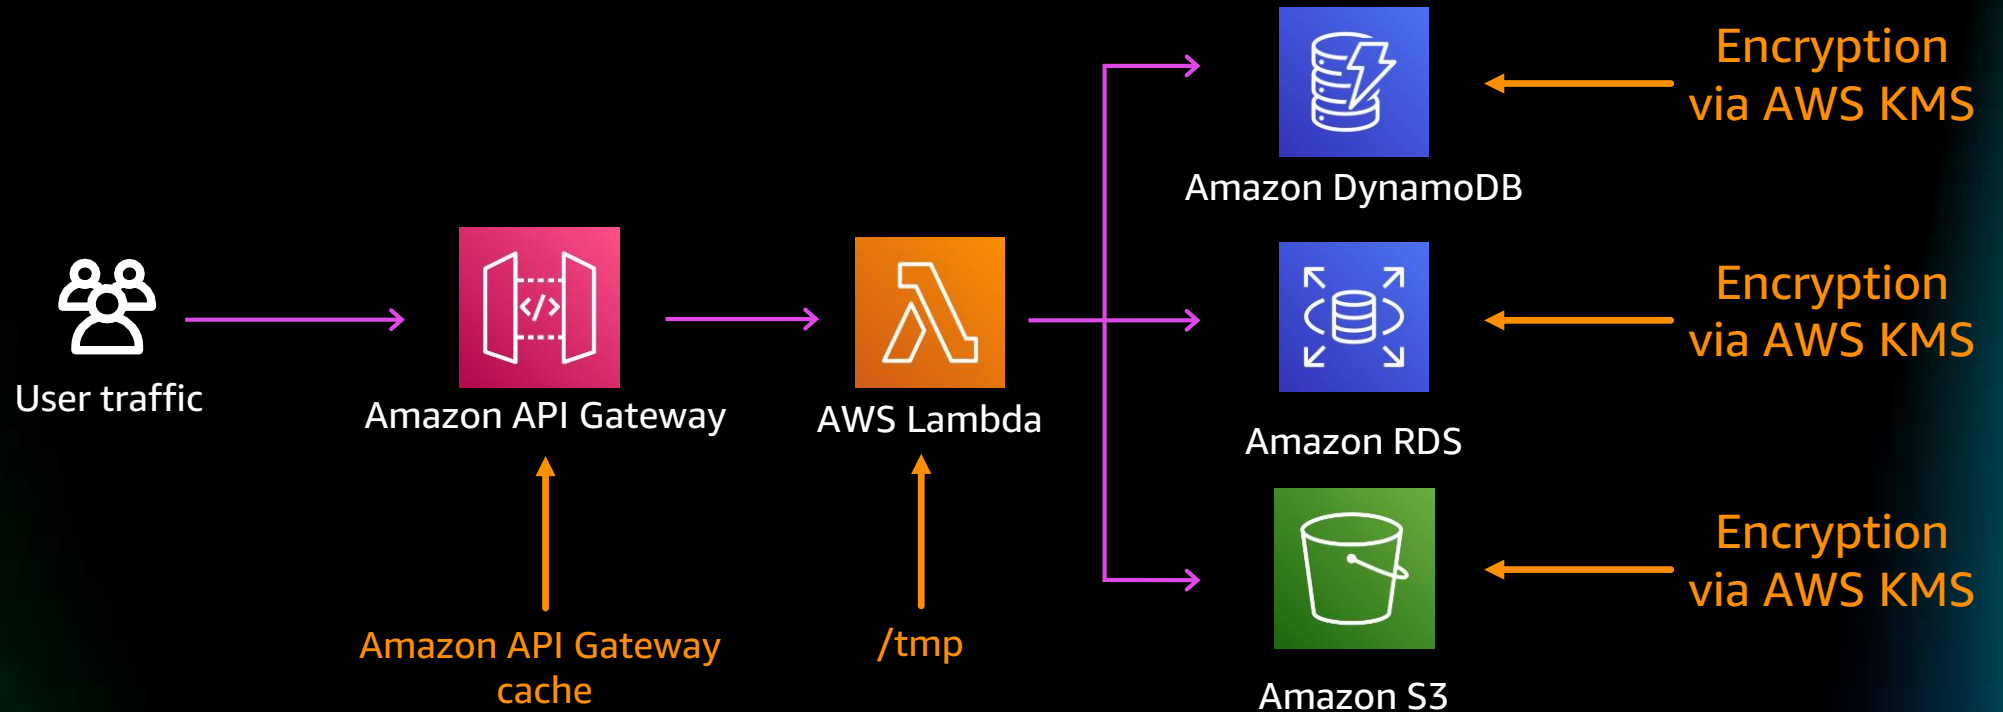 Encryption
via AWS KMS
Amazon DynamoDB
</>
User traffic
Amazon API Gateway
AWS Lambda
Amazon RDS
Encryption
via AWS KMS
Amazon API Gateway
cache
/tmp
Amazon S3
Encryption
via AWS KMS